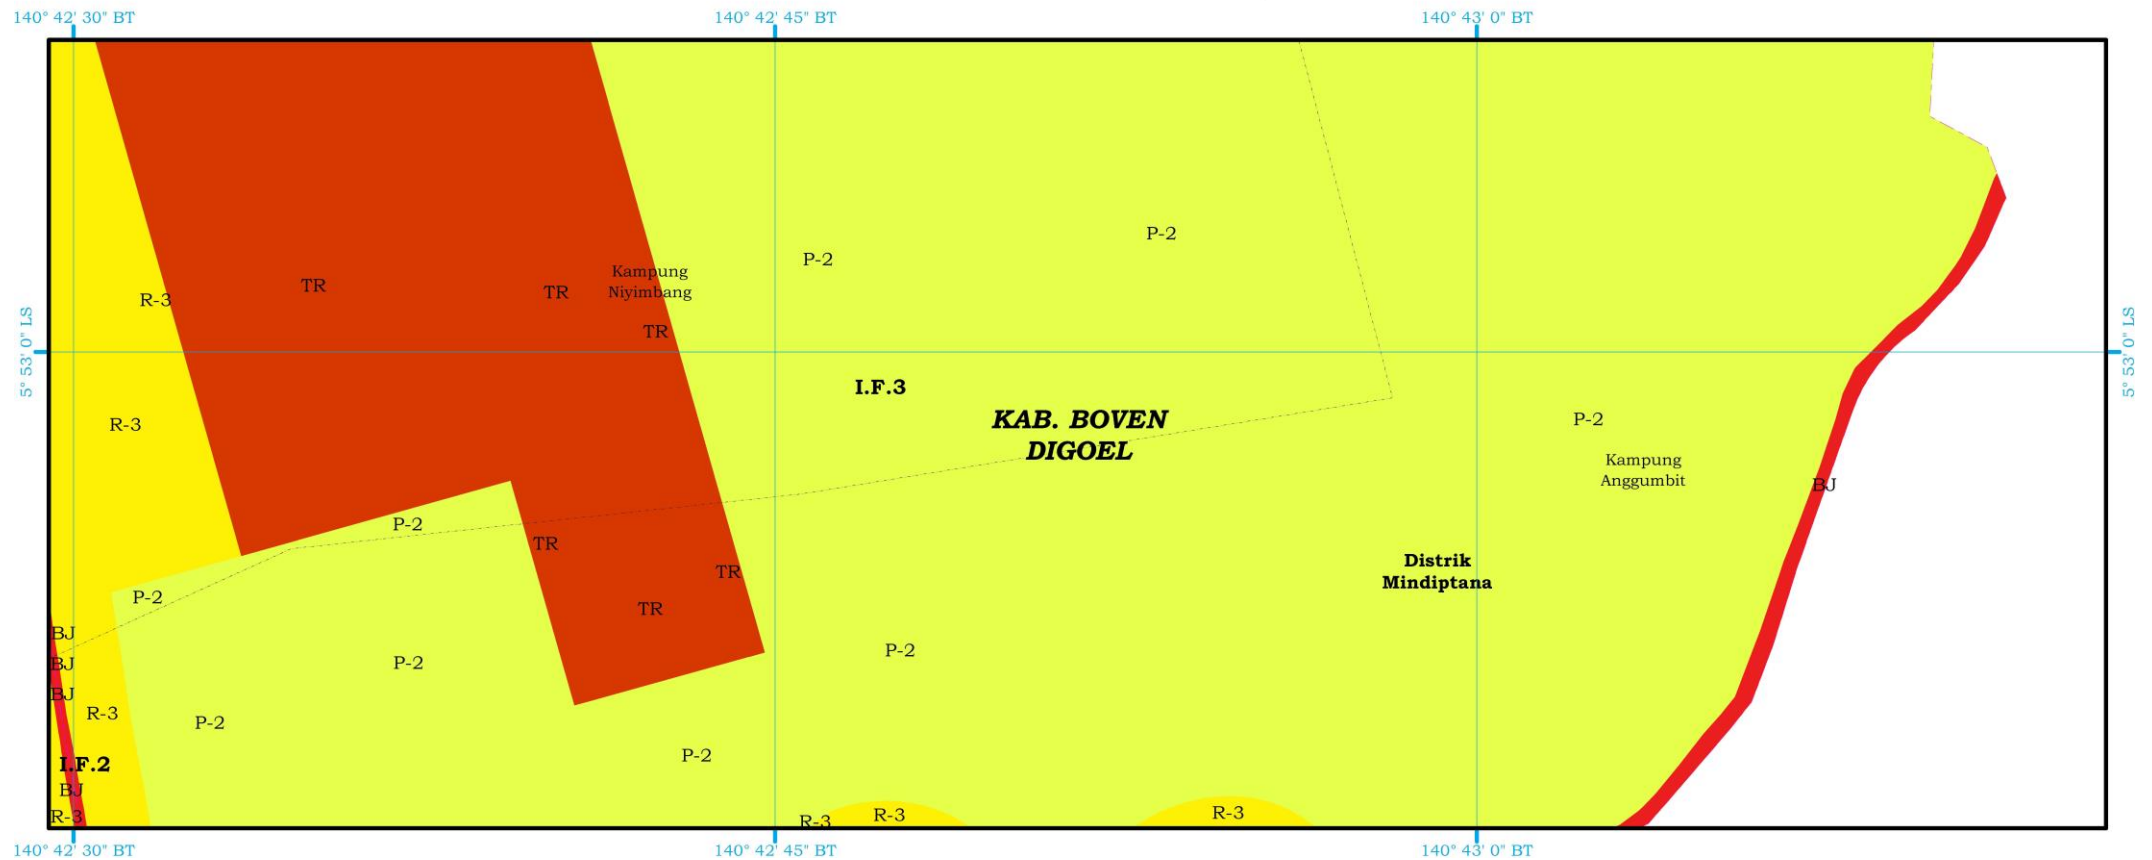 140° 42' 30" BT
140° 42' 45" BT
140° 43' 0" BT
P-2
P-2
Kampung
Niyimbang
TR
TR
R-3
TR
5° 53' 0" LS
5° 53' 0" LS
I.F.3
KAB. BOVEN
DIGOEL
P-2
R-3
Kampung
Anggumbit
BJ
P-2
TR
Distrik
Mindiptana
TR
P-2
TR
BJ
P-2
BJ
P-2
BJ
R-3
P-2
P-2
I.F.2
BJ
R-3
R-3
R-3
R-3
140° 42' 30" BT
140° 42' 45" BT
140° 43' 0" BT